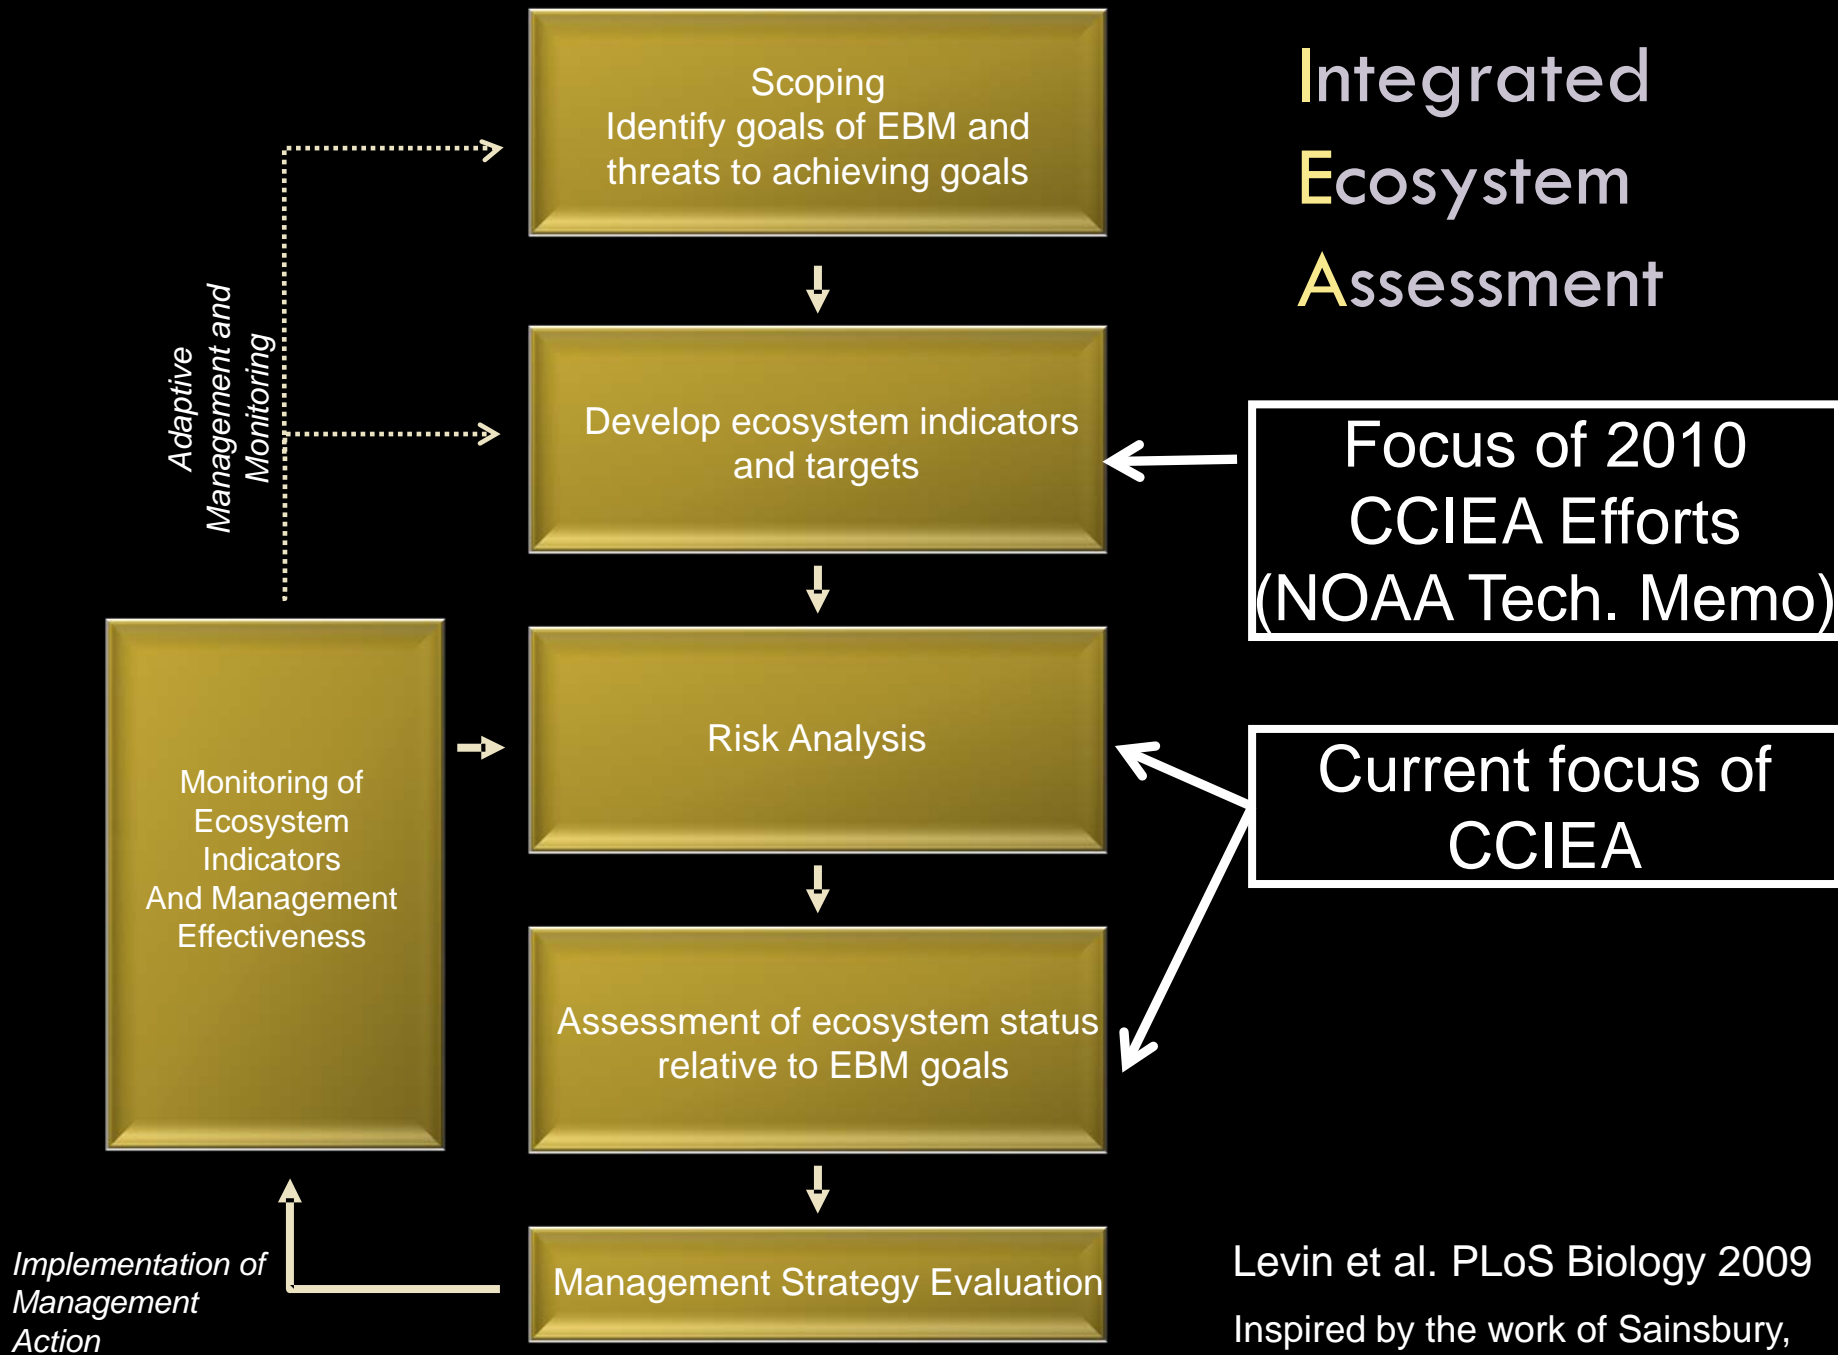 Scoping
Identify goals of EBM and
threats to achieving goals
Integrated
Ecosystem
Assessment
Adaptive
Management and
Monitoring
Develop ecosystem indicators
and targets
Focus of 2010
CCIEA Efforts
(NOAA Tech. Memo)
Monitoring of
Ecosystem
Indicators
And Management
Effectiveness
Risk Analysis
Current focus of
CCIEA
Assessment of ecosystem status
relative to EBM goals
Implementation of
Management
Action
Management Strategy Evaluation
Levin et al. PLoS Biology 2009
Inspired by the work of Sainsbury,